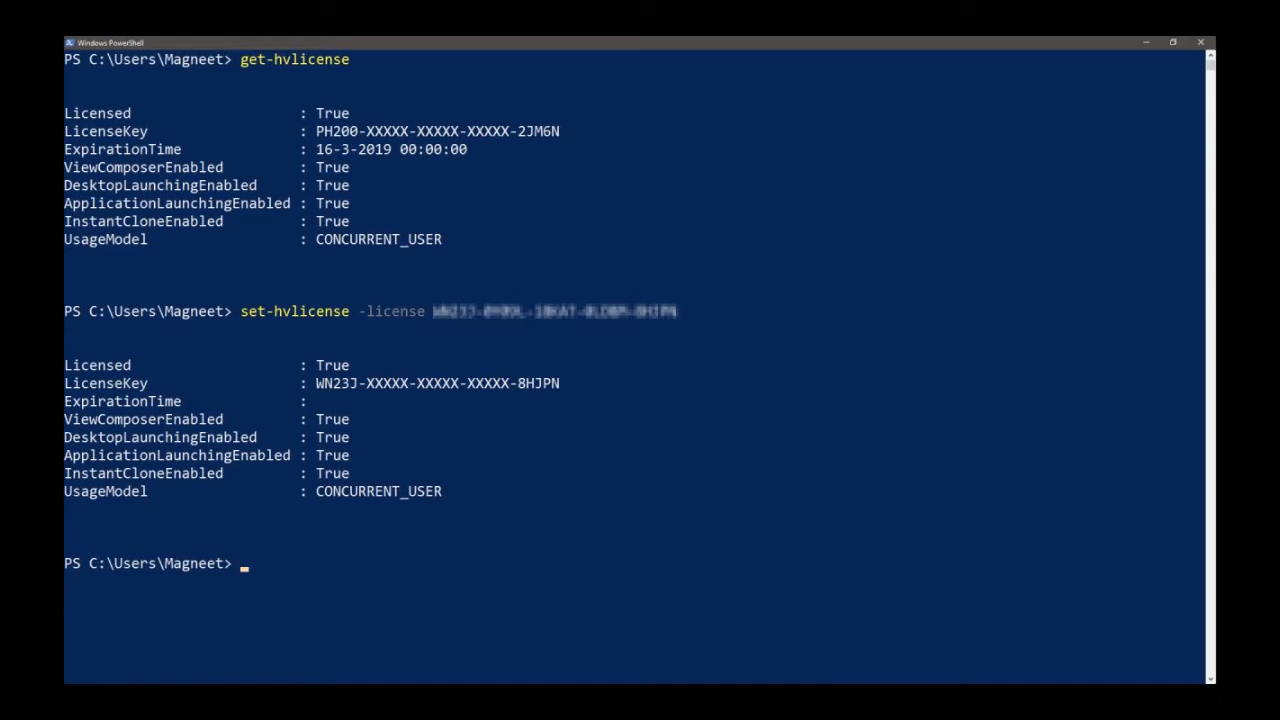 Windows PowerShell
PS C:\Users\Magneet> get-hvlicense
Licensed : True
LicenseKey : PH200-XXXXX-XXXXX-XXXXX-2JM6N
ExpirationTime : 16-3-2019 00:00:00
ViewComposerEnabled : True
DesktopLaunchingEnabled : True
ApplicationLaunchingEnabled : True
InstantCloneEnabled : True
UsageModel : CONCURRENT_USER
PS C:\Users\Magneet> set-hvlicense -license
Licensed : True
LicenseKey : WN23J-XXXXX-XXXXX-XXXXX-8HJPN
ExpirationTime :
ViewComposerEnabled : True
DesktopLaunchingEnabled : True
ApplicationLaunchingEnabled : True
InstantCloneEnabled : True
UsageModel : CONCURRENT_USER
PS C:\Users\Magneet> _